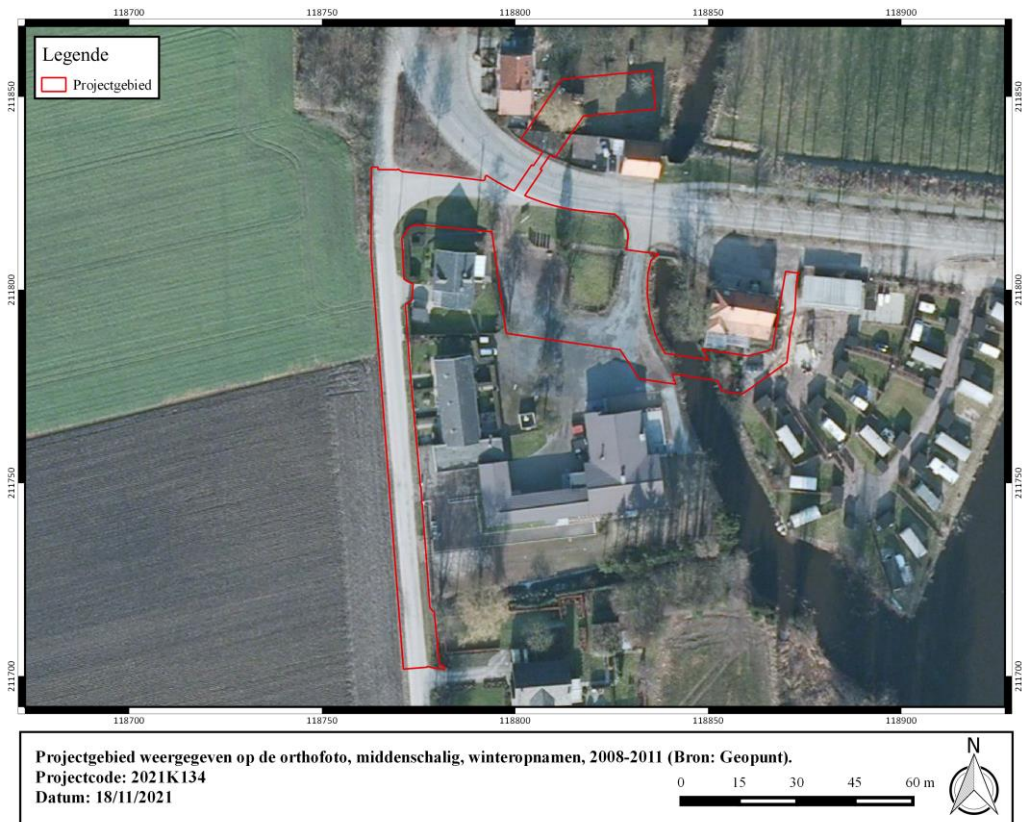 118700 118750 118800 118850 118900
Legende
Projectgebied
211850 211850
211800 211800
211750 211750
211700 211700
118700 118750 118800 118850 118900
Projectgebied weergegeven op de orthofoto, middenschalig, winteropnamen, 2008-2011 (Bron: Geopunt).
Projectcode: 2021K134
Datum: 18/11/2021
0 15 30 45 60 m
N